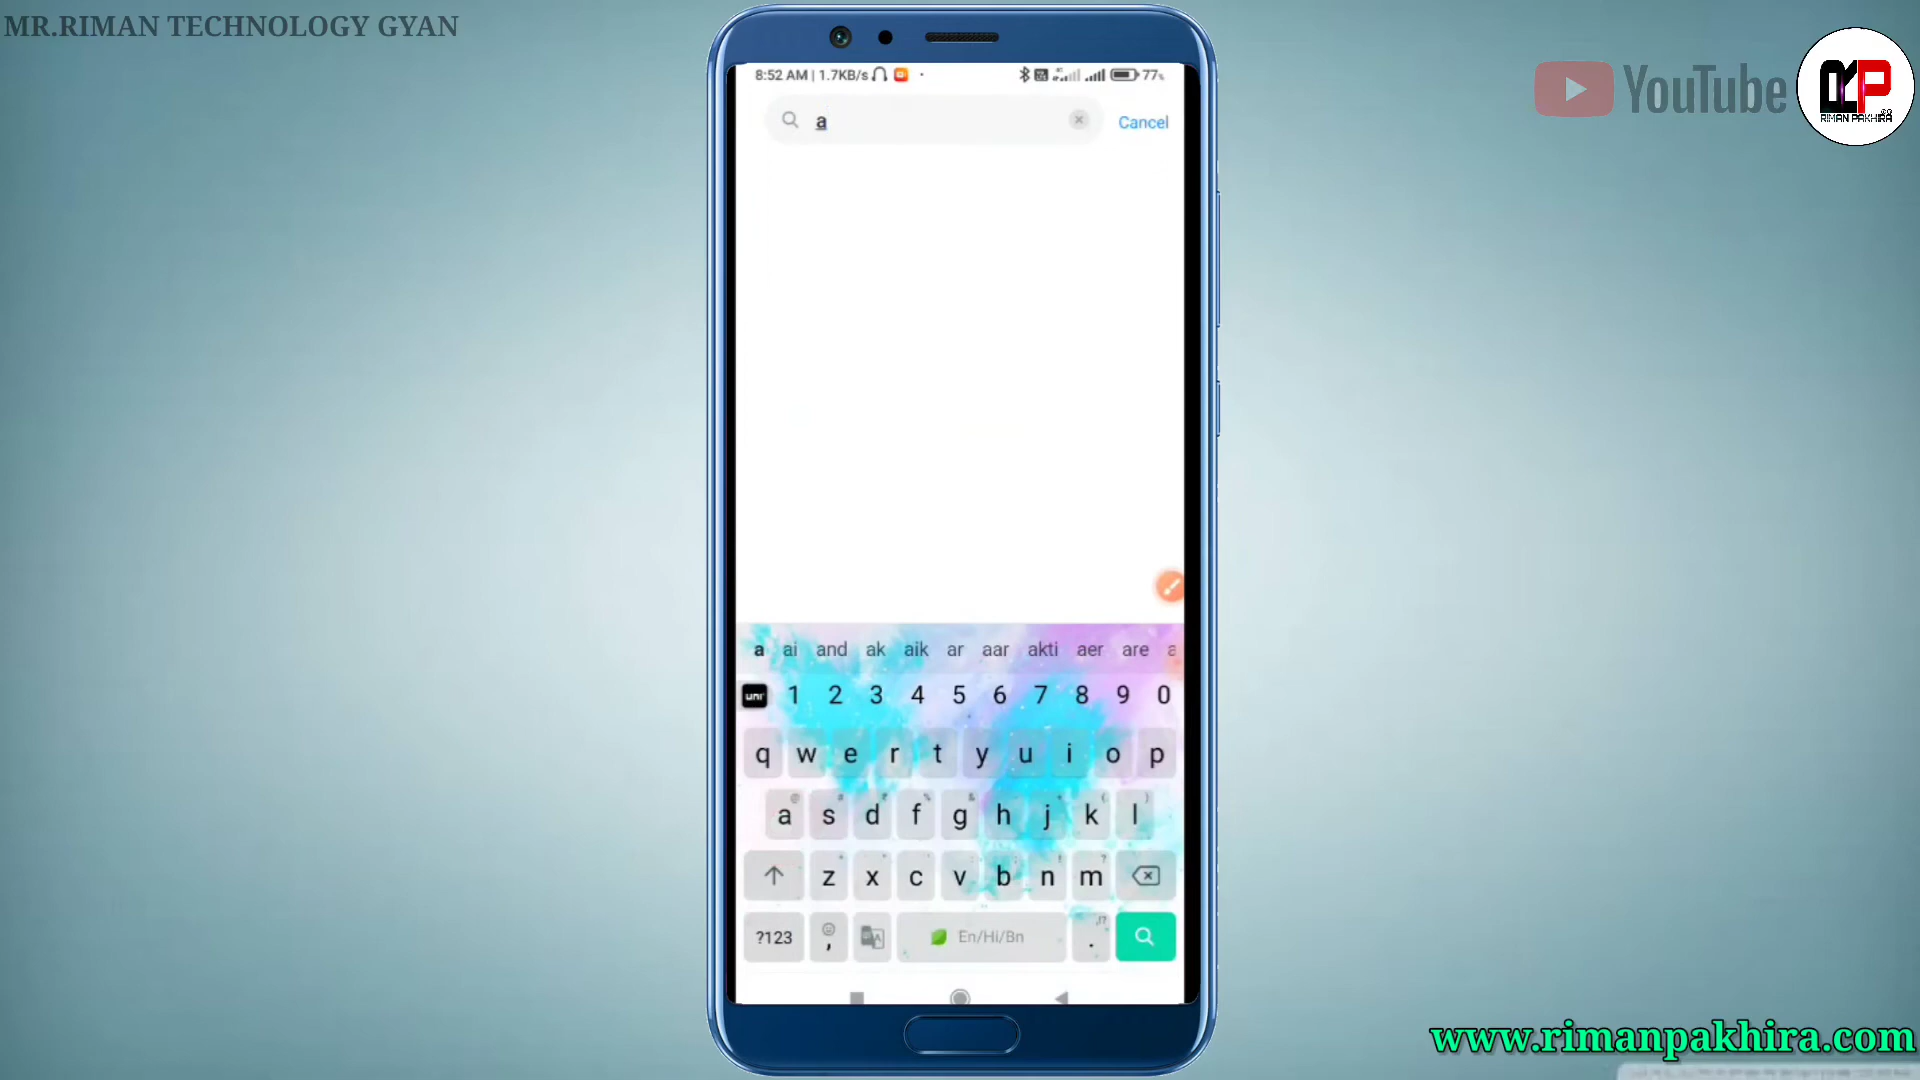 MR.RIMAN TECHNOLOGY GYAN
YouTube
RP
RIMAN PAKHIRA
8:52 AM | 1.7KB/s
77%
a
Cancel
a ai and ak aik ar aar akti aer are a
uni 1 2 3 4 5 6 7 8 9 0
q w e r t y u i o p
a s d f g h j k l
z x c v b n m
?123 , En/Hi/Bn .
www.rimanpakhira.com